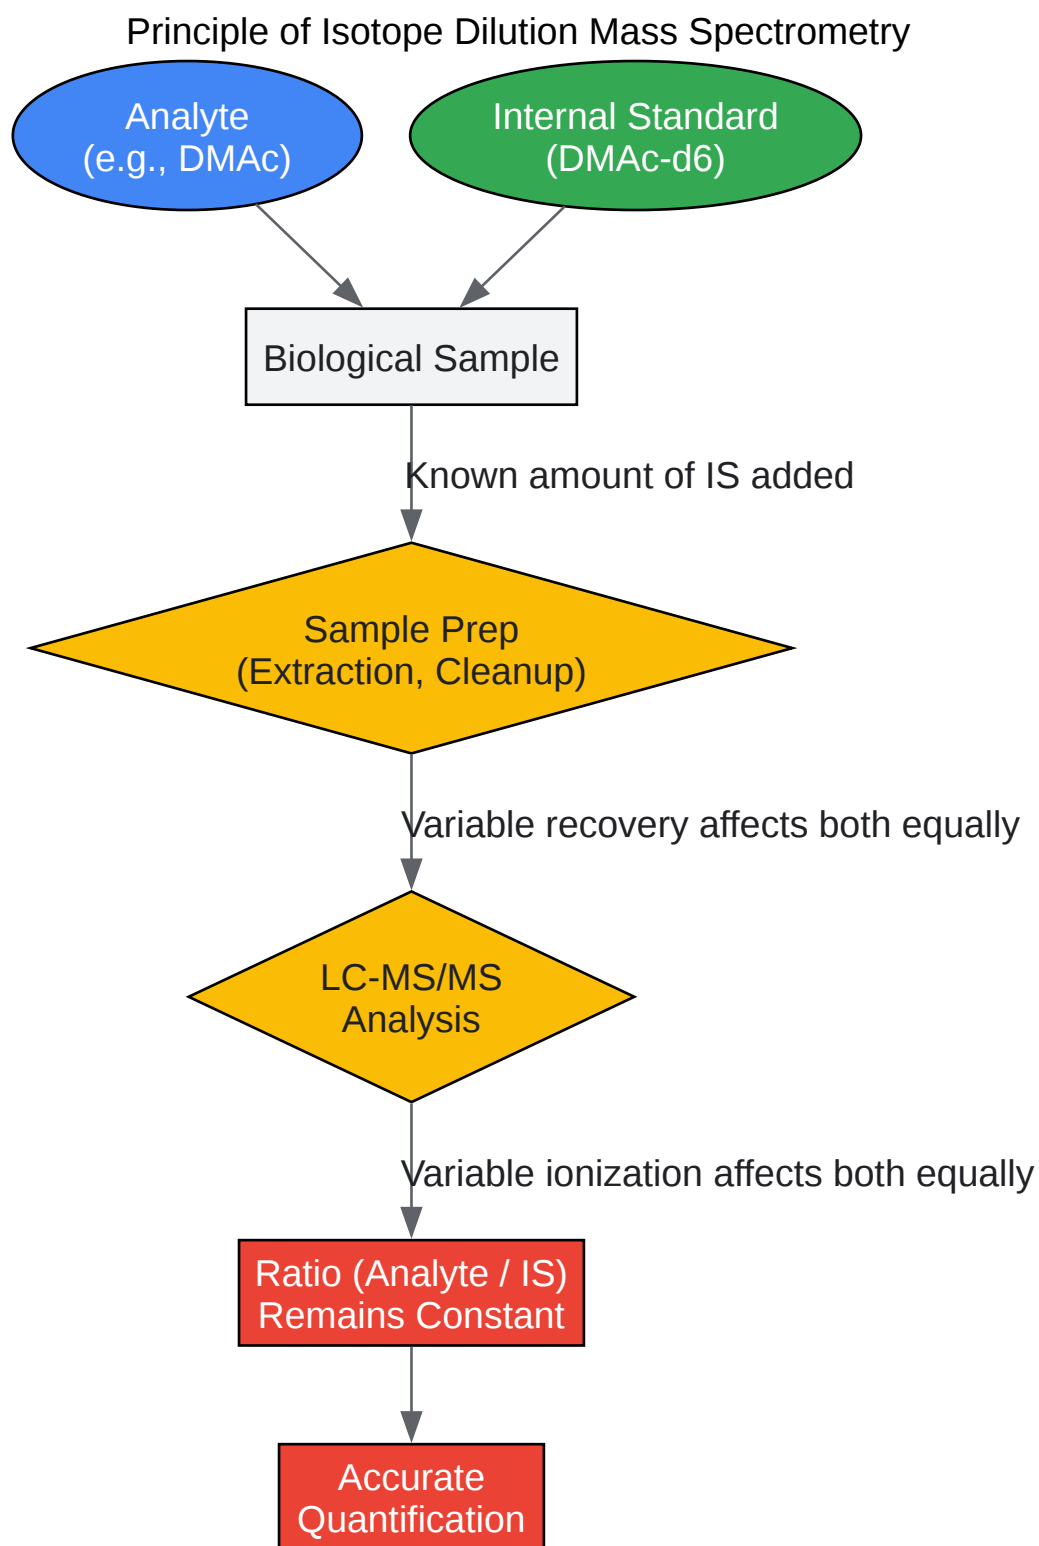 Principle of Isotope Dilution Mass Spectrometry
Analyte
(e.g., DMAc)
Internal Standard
(DMAc-d6)
Biological Sample
Known amount of IS added
Sample Prep
(Extraction, Cleanup)
Variable recovery affects both equally
LC-MS/MS
Analysis
Variable ionization affects both equally
Ratio (Analyte / IS)
Remains Constant
Accurate
Quantification